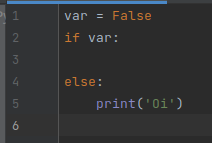 1 var = False
2 if var:
3
4 else:
5     print('Oi')
6